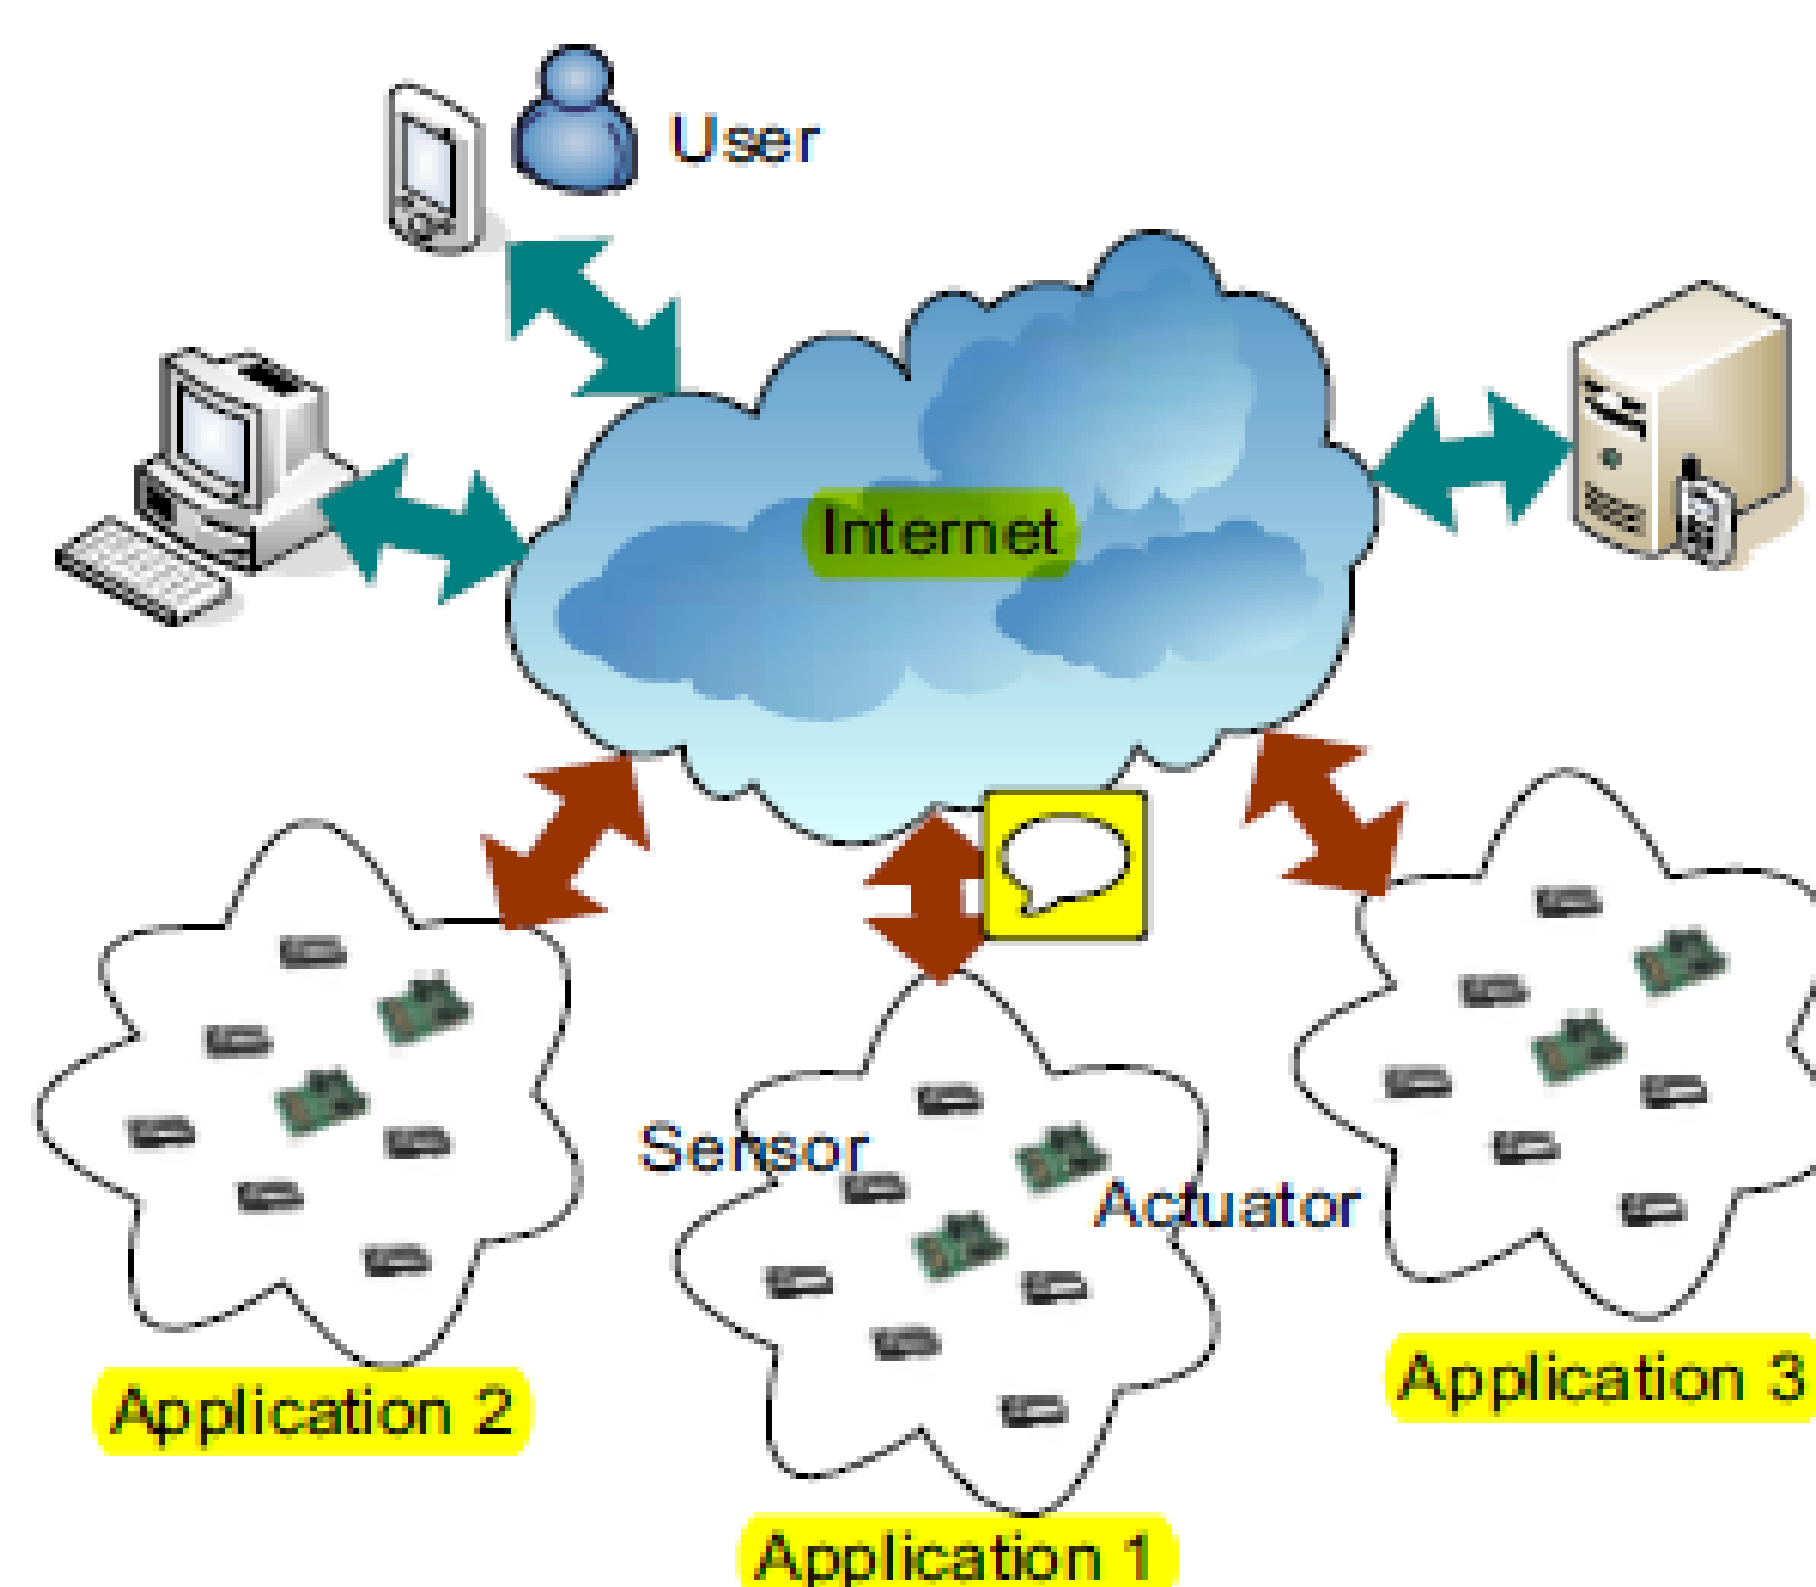 User
Internet
Sensor
Actuator
Application 2
Application 3
Application 1